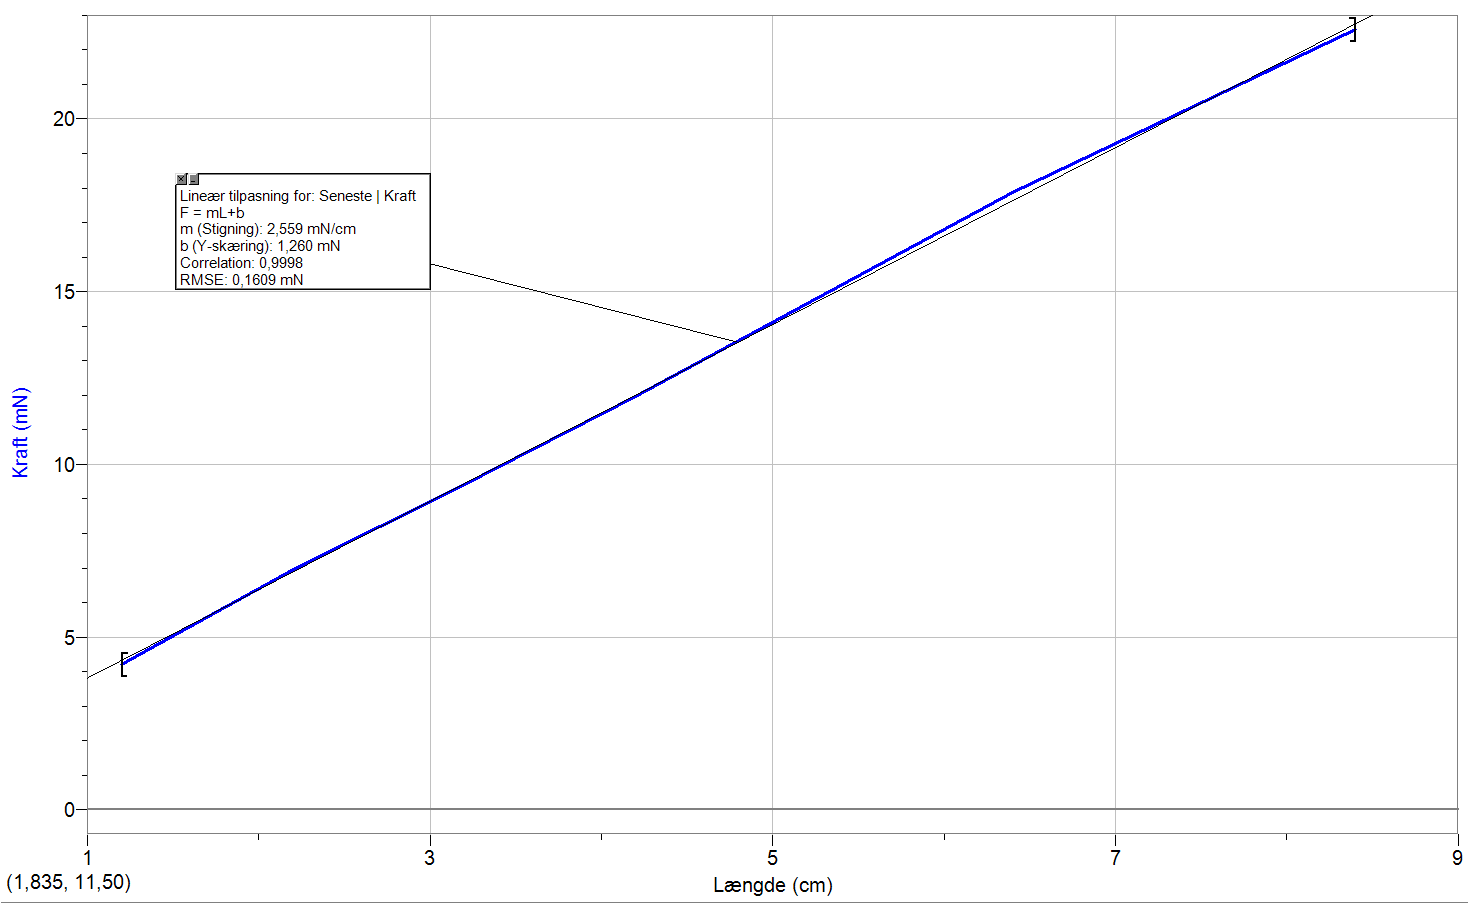 20
15
10
5
0
Kraft (mN)
Lineær tilpasning for: Seneste | Kraft
F = mL+b
m (Stigning): 2,559 mN/cm
b (Y-skæring): 1,260 mN
Correlation: 0,9998
RMSE: 0,1609 mN
1 3 5 7 9
(1,835, 11,50)
Længde (cm)